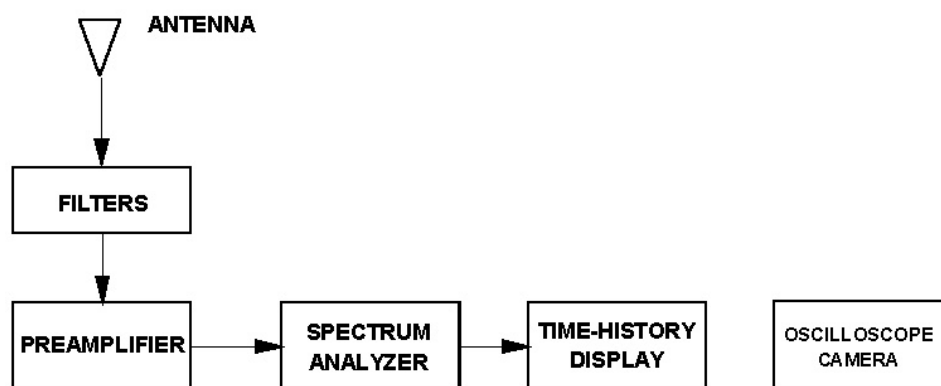 ANTENNA
FILTERS
PREAMPLIFIER
SPECTRUM
ANALYZER
TIME-HISTORY
DISPLAY
OSCILLOSCOPE
CAMERA